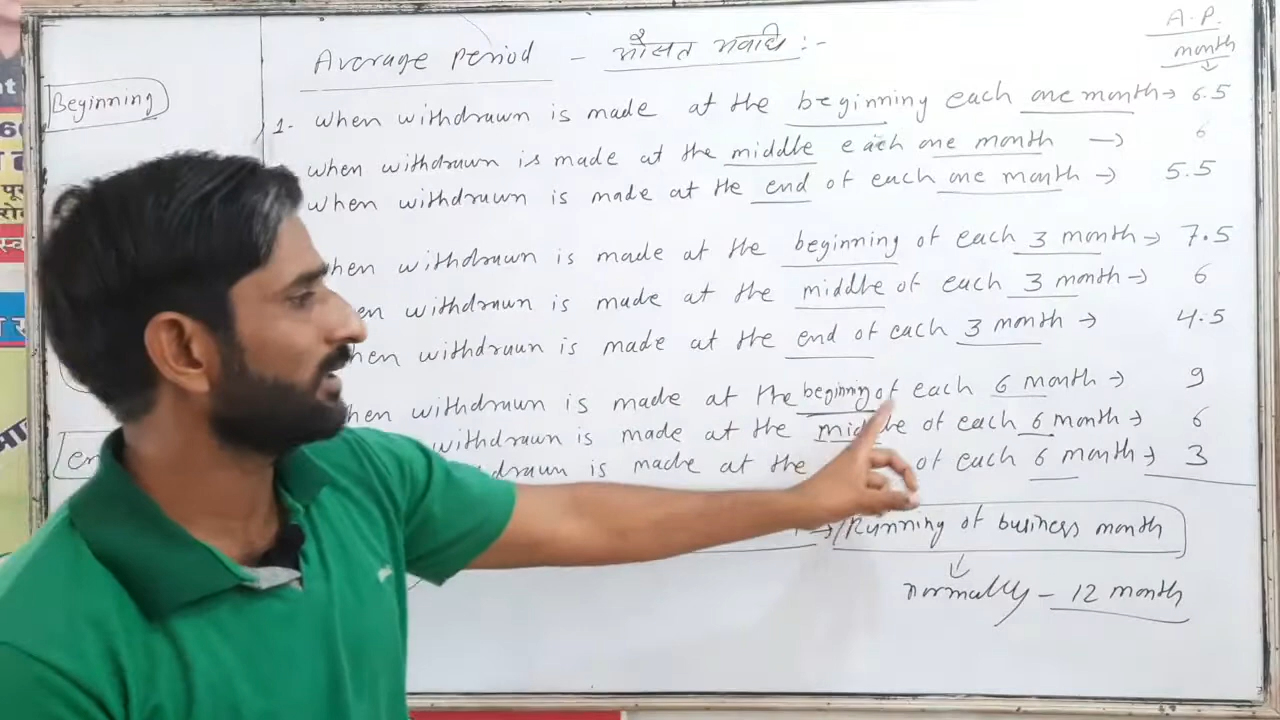 A.P.
month
Average period - औसत अवधि :-
Beginning
1. When withdrawn is made at the beginning each one month → 6.5
when withdrawn is made at the middle each one month → 6
when withdrawn is made at the end of each one month → 5.5
hen withdrawn is made at the beginning of each 3 month → 7.5
en withdrawn is made at the middle of each 3 month → 6
hen withdrawn is made at the end of each 3 month → 4.5
hen withdrawn is made at the beginning of each 6 month → 9
withdrawn is made at the middle of each 6 month → 6
drawn is made at the of each 6 month → 3
en
→ Running of business month
normally - 12 month